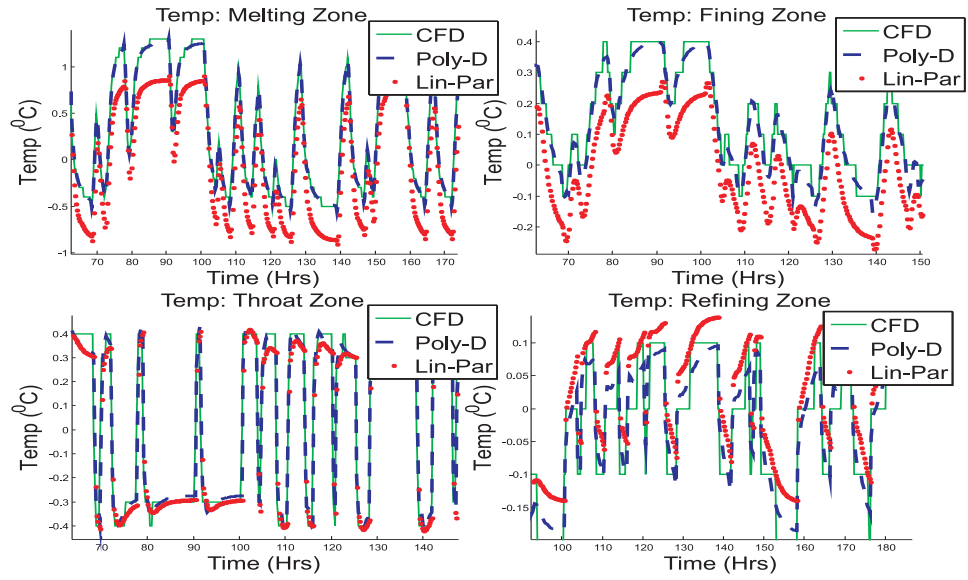 Temp: Melting Zone
CFD
Poly-D
Lin-Par
Temp (⁰C)
1
0.5
0
-0.5
-1
70 80 90 100 110 120 130 140 150 160 170
Time (Hrs)
Temp: Fining Zone
CFD
Poly-D
Lin-Par
Temp (⁰C)
0.4
0.3
0.2
0.1
0
-0.1
-0.2
70 80 90 100 110 120 130 140 150
Time (Hrs)
Temp: Throat Zone
CFD
Poly-D
Lin-Par
Temp (⁰C)
0.4
0.3
0.2
0.1
0
-0.1
-0.2
-0.3
-0.4
70 80 90 100 110 120 130 140
Time (Hrs)
Temp: Refining Zone
CFD
Poly-D
Lin-Par
Temp (⁰C)
0.1
0.05
0
-0.05
-0.1
-0.15
100 110 120 130 140 150 160 170 180
Time (Hrs)